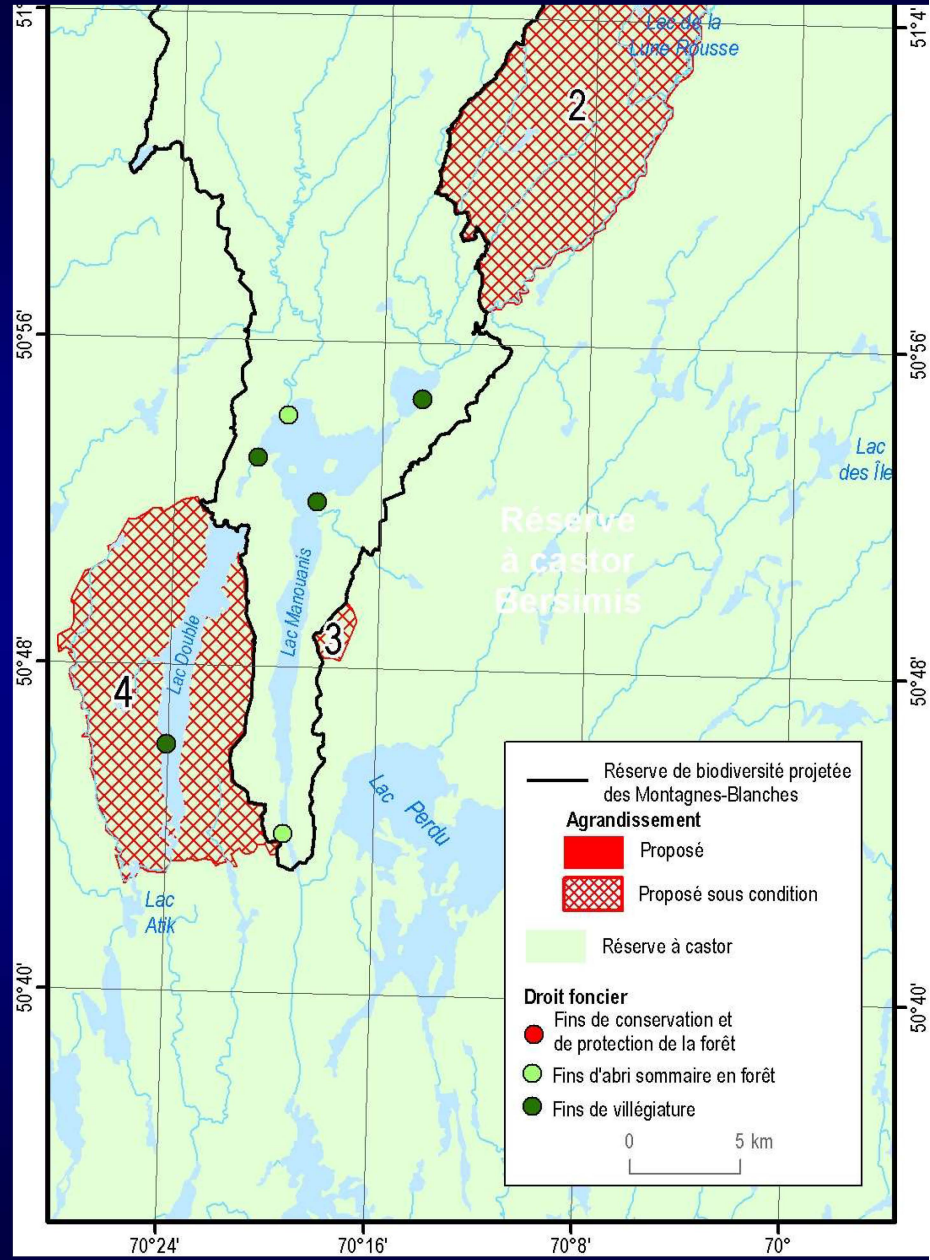 51°
51°4'
Lac de la
Lune Rousse
2
50°56'
50°56'
Lac
des Île
Réserve
à castor
Bersimis
Lac Manouanis
Lac Double
3
50°48'
50°48'
4
Lac Perdu
Lac
Atik
50°40'
50°40'
Réserve de biodiversité projetée
des Montagnes-Blanches
Agrandissement
Proposé
Proposé sous condition
Réserve à castor
Droit foncier
Fins de conservation et
de protection de la forêt
Fins d'abri sommaire en forêt
Fins de villégiature
0 5 km
70°24' 70°16' 70°8' 70°